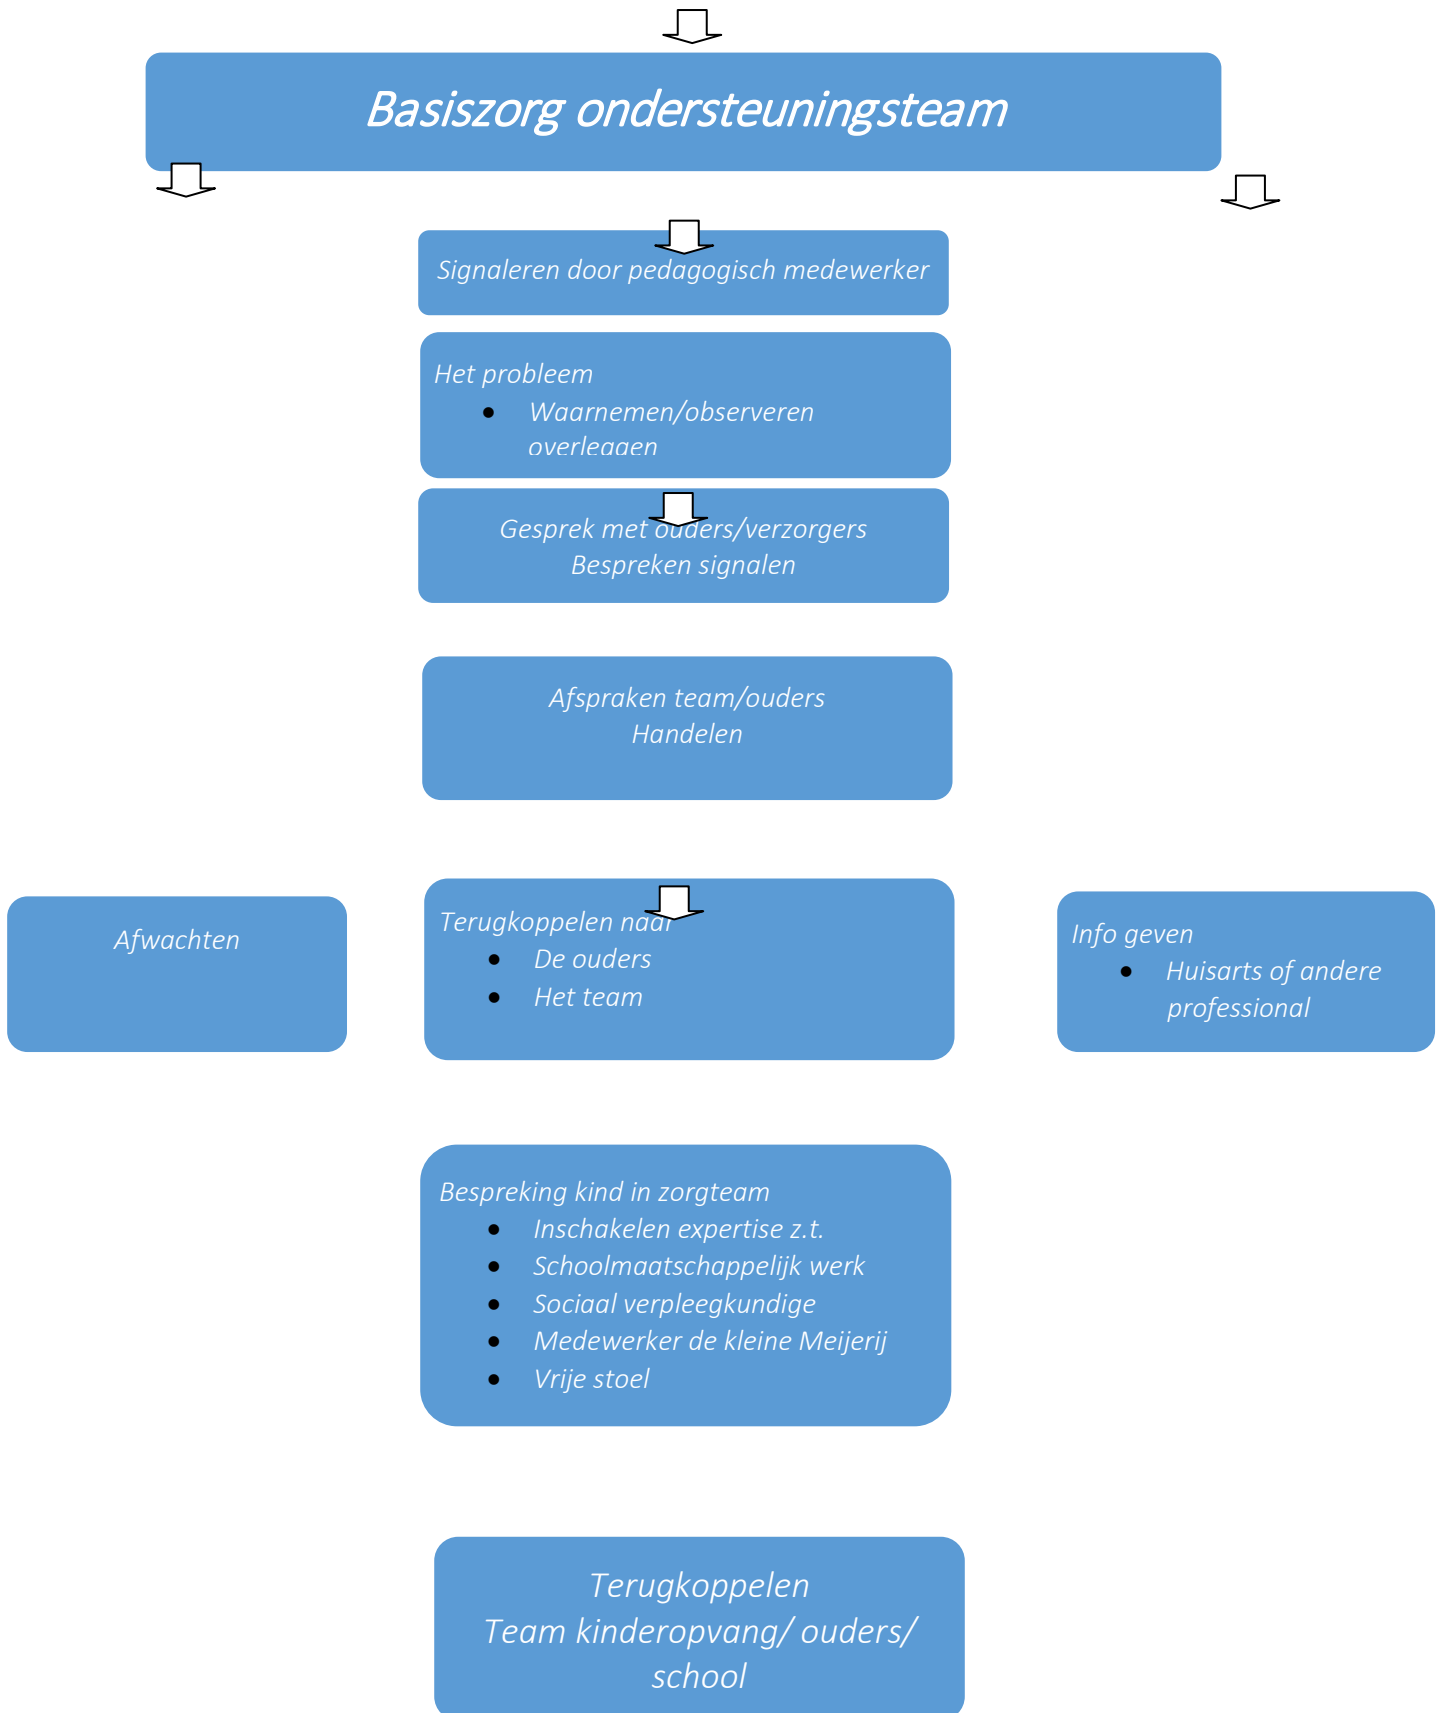 Basiszorg ondersteuningsteam
Signaleren door pedagogisch medewerker
Het probleem
• Waarnemen/observeren
overleggen
Gesprek met ouders/verzorgers
Bespreken signalen
Afspraken team/ouders
Handelen
Afwachten
Terugkoppelen naar
• De ouders
• Het team
Info geven
• Huisarts of andere
professional
Bespreking kind in zorgteam
• Inschakelen expertise z.t.
• Schoolmaatschappelijk werk
• Sociaal verpleegkundige
• Medewerker de kleine Meijerij
• Vrije stoel
Terugkoppelen
Team kinderopvang/ ouders/
school